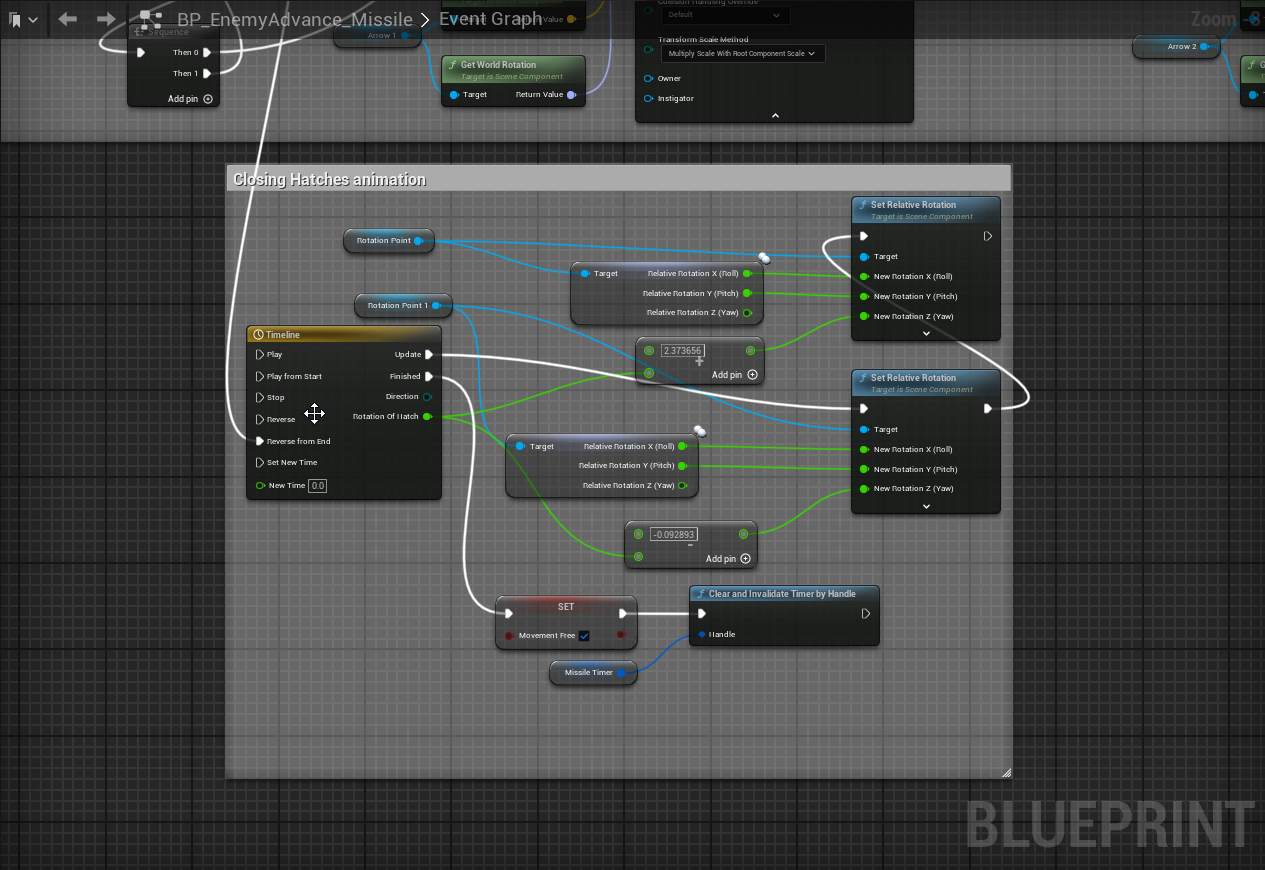 BP_EnemyAdvance_Missile > Event Graph
Sequence
Then 0
Then 1
Add pin
Arrow 1
Target
Return Value
Get World Rotation
Target is Scene Component
Target
Return Value
Default
Transform Scale Method
Multiply Scale With Root Component Scale
Owner
Instigator
Zoom -3
Arrow 2
Closing Hatches animation
Rotation Point
Rotation Point 1
Timeline
Play
Update
Play from Start
Finished
Stop
Direction
Reverse
Rotation Of Hatch
Reverse from End
Set New Time
New Time 0.0
Target
Relative Rotation X (Roll)
Relative Rotation Y (Pitch)
Relative Rotation Z (Yaw)
2.373656
+
Add pin
Set Relative Rotation
Target is Scene Component
Target
New Rotation X (Roll)
New Rotation Y (Pitch)
New Rotation Z (Yaw)
Set Relative Rotation
Target is Scene Component
Target
New Rotation X (Roll)
New Rotation Y (Pitch)
New Rotation Z (Yaw)
Target
Relative Rotation X (Roll)
Relative Rotation Y (Pitch)
Relative Rotation Z (Yaw)
-0.092893
-
Add pin
SET
Movement Free
Clear and Invalidate Timer by Handle
Handle
Missile Timer
BLUEPRINT